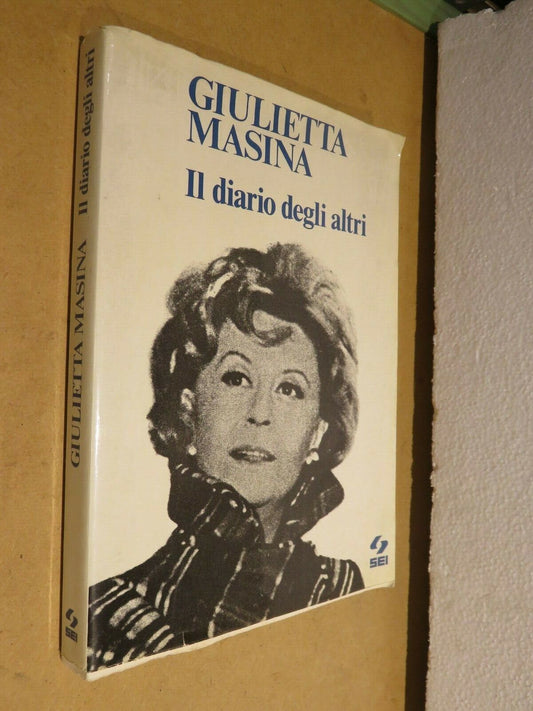 GIULIETTA
MASINA
Il diario degli altri
SEI
GIULIETTA MASINA Il diario degli altri
SEI